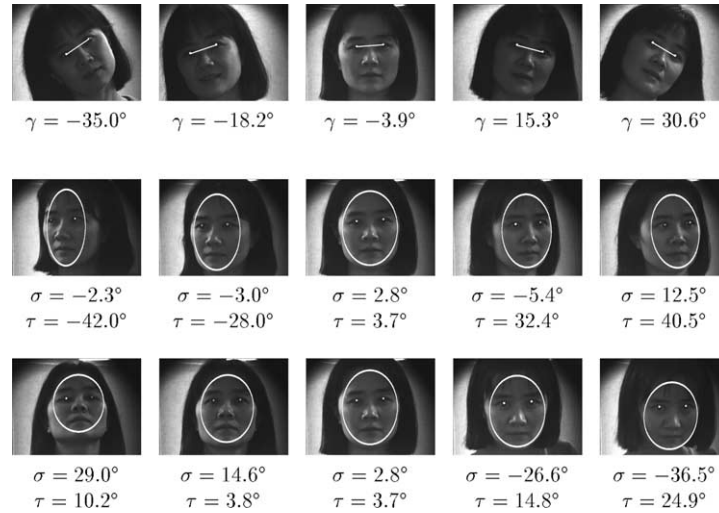 γ = −35.0° γ = −18.2° γ = −3.9° γ = 15.3° γ = 30.6°
σ = −2.3° σ = −3.0° σ = 2.8° σ = −5.4° σ = 12.5°
τ = −42.0° τ = −28.0° τ = 3.7° τ = 32.4° τ = 40.5°
σ = 29.0° σ = 14.6° σ = 2.8° σ = −26.6° σ = −36.5°
τ = 10.2° τ = 3.8° τ = 3.7° τ = 14.8° τ = 24.9°